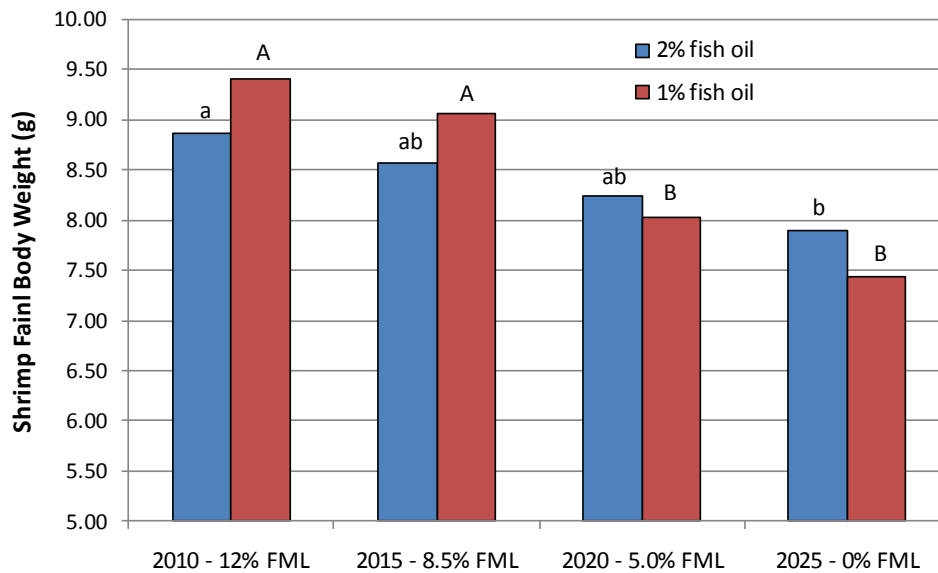 Shrimp Fainl Body Weight (g)
10.00
9.50
9.00
8.50
8.00
7.50
7.00
6.50
6.00
5.50
5.00
2% fish oil
1% fish oil
a
A
ab
A
ab
B
b
B
2010 - 12% FML
2015 - 8.5% FML
2020 - 5.0% FML
2025 - 0% FML